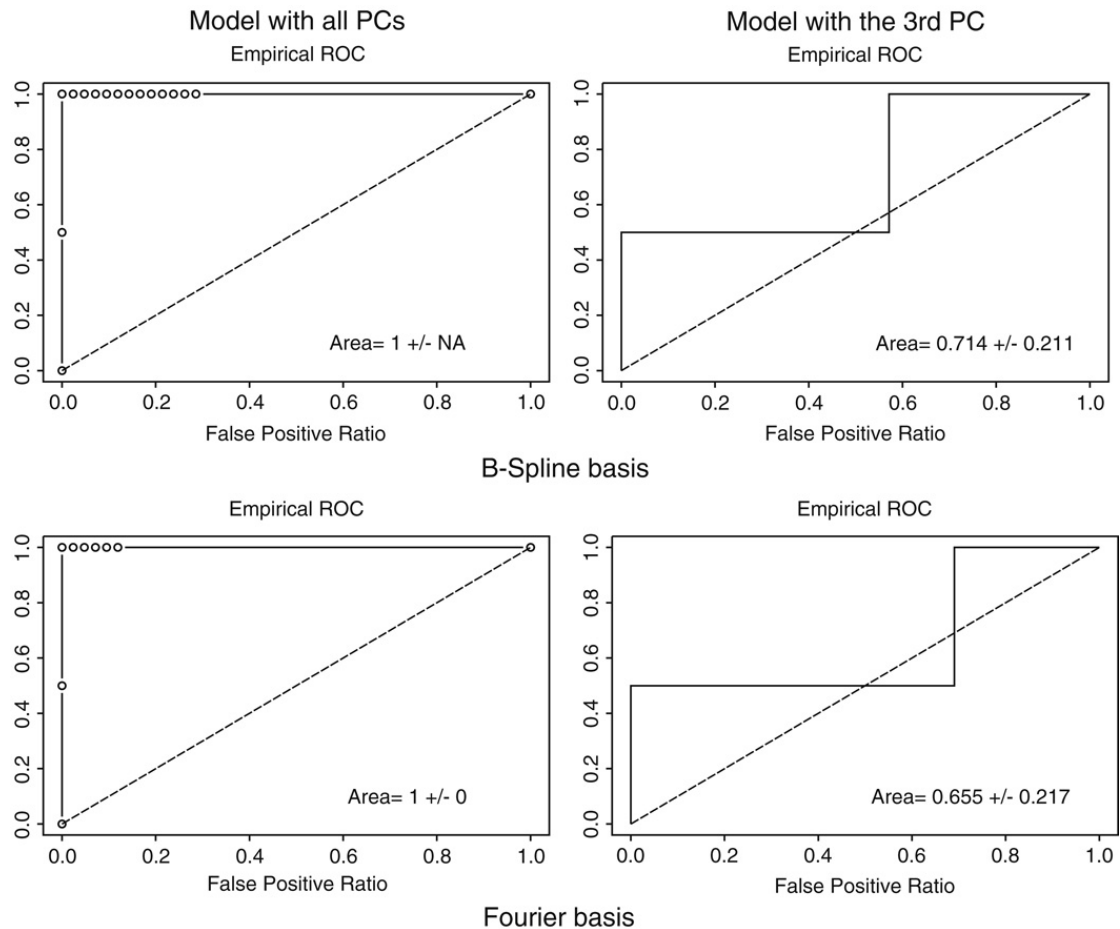 Model with all PCs
Empirical ROC
1.0
0.8
0.6
0.4
0.2
0.0
Area= 1 +/- NA
0.0 0.2 0.4 0.6 0.8 1.0
False Positive Ratio
Model with the 3rd PC
Empirical ROC
1.0
0.8
0.6
0.4
0.2
0.0
Area= 0.714 +/- 0.211
0.0 0.2 0.4 0.6 0.8 1.0
False Positive Ratio
B-Spline basis
Empirical ROC
1.0
0.8
0.6
0.4
0.2
0.0
Area= 1 +/- 0
0.0 0.2 0.4 0.6 0.8 1.0
False Positive Ratio
Empirical ROC
1.0
0.8
0.6
0.4
0.2
0.0
Area= 0.655 +/- 0.217
0.0 0.2 0.4 0.6 0.8 1.0
False Positive Ratio
Fourier basis